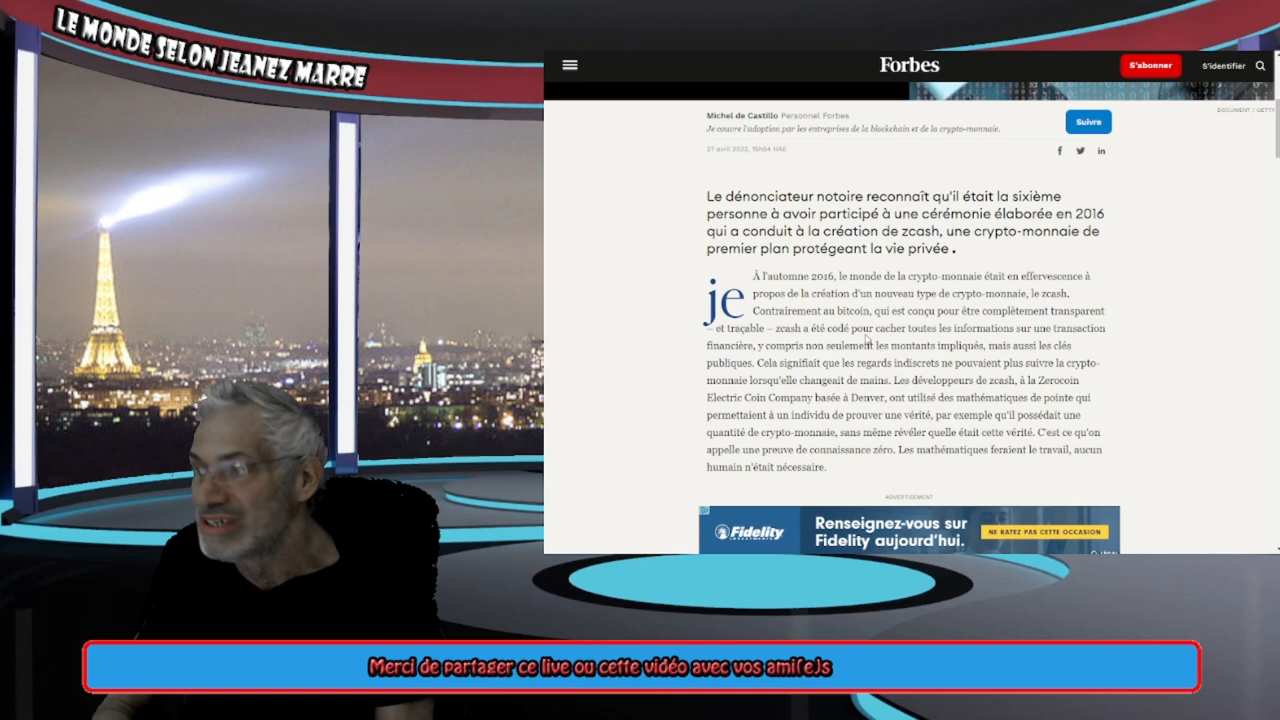 LE MONDE SELON JEANEZ MARRE
Forbes
S'abonner
S'identifier
DOCUMENT / GETTY
Michel de Castillo Personnel Forbes
Je couvre l'adoption par les entreprises de la blockchain et de la crypto-monnaie.
Suivre
27 avril 2022, 15h54 HAE
Le dénonciateur notoire reconnaît qu'il était la sixième
personne à avoir participé à une cérémonie élaborée en 2016
qui a conduit à la création de zcash, une crypto-monnaie de
premier plan protégeant la vie privée .
je
À l'automne 2016, le monde de la crypto-monnaie était en effervescence à
propos de la création d'un nouveau type de crypto-monnaie, le zcash.
Contrairement au bitcoin, qui est conçu pour être complètement transparent
– et traçable – zcash a été codé pour cacher toutes les informations sur une transaction
financière, y compris non seulement les montants impliqués, mais aussi les clés
publiques. Cela signifiait que les regards indiscrets ne pouvaient plus suivre la crypto-
monnaie lorsqu'elle changeait de mains. Les développeurs de zcash, à la Zerocoin
Electric Coin Company basée à Denver, ont utilisé des mathématiques de pointe qui
permettaient à un individu de prouver une vérité, par exemple qu'il possédait une
quantité de crypto-monnaie, sans même révéler quelle était cette vérité. C'est ce qu'on
appelle une preuve de connaissance zéro. Les mathématiques feraient le travail, aucun
humain n'était nécessaire.
ADVERTISEMENT
Fidelity
INVESTMENTS
Renseignez-vous sur
Fidelity aujourd'hui.
NE RATEZ PAS CETTE OCCASION
Merci de partager ce live ou cette vidéo avec vos ami(e)s